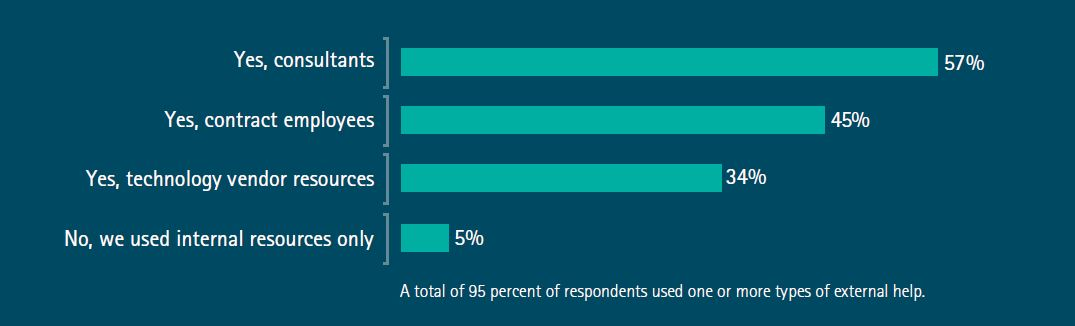 Yes, consultants 57%
Yes, contract employees 45%
Yes, technology vendor resources 34%
No, we used internal resources only 5%
A total of 95 percent of respondents used one or more types of external help.